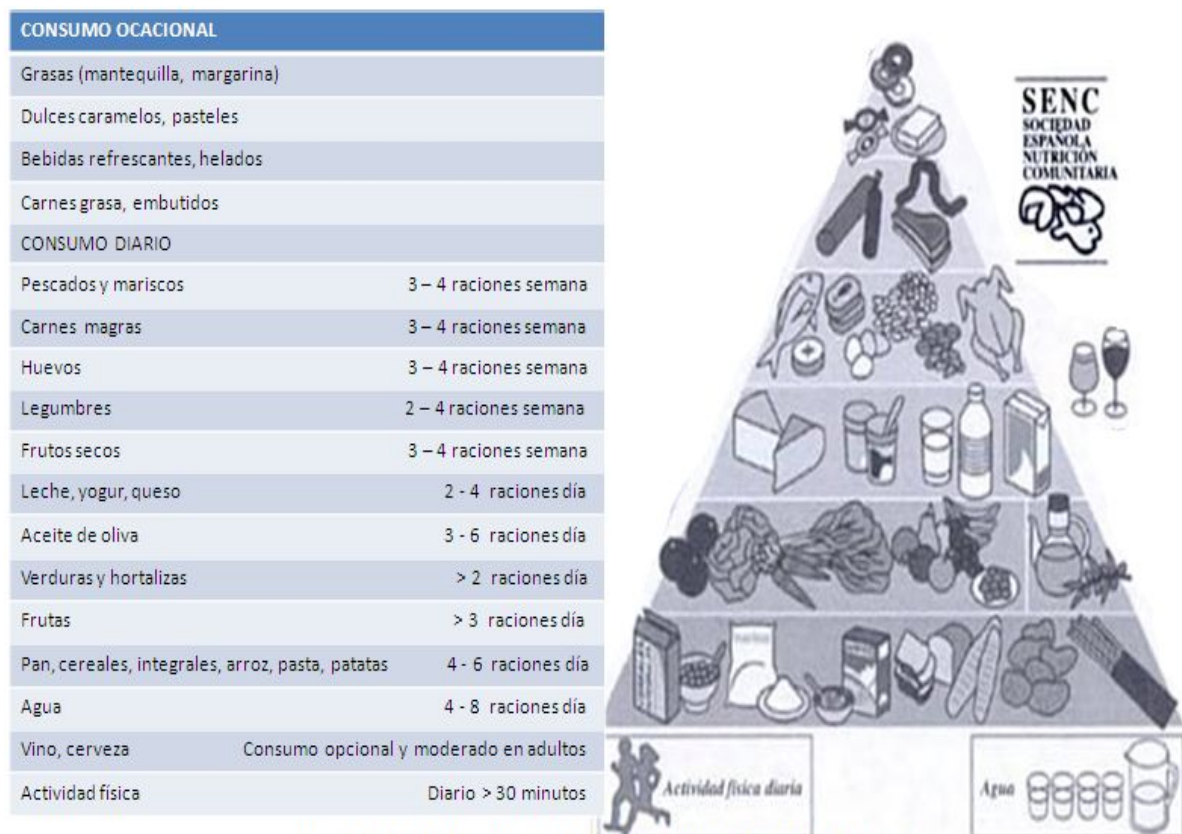 CONSUMO OCACIONAL
Grasas (mantequilla, margarina)
Dulces caramelos, pasteles
Bebidas refrescantes, helados
Carnes grasa, embutidos
CONSUMO DIARIO
Pescados y mariscos 3 – 4 raciones semana
Carnes magras 3 – 4 raciones semana
Huevos 3 – 4 raciones semana
Legumbres 2 – 4 raciones semana
Frutos secos 3 – 4 raciones semana
Leche, yogur, queso 2 - 4 raciones día
Aceite de oliva 3 - 6 raciones día
Verduras y hortalizas > 2 raciones día
Frutas > 3 raciones día
Pan, cereales, integrales, arroz, pasta, patatas 4 - 6 raciones día
Agua 4 - 8 raciones día
Vino, cerveza Consumo opcional y moderado en adultos
Actividad física Diario > 30 minutos
SENC
SOCIEDAD
ESPAÑOLA
NUTRICIÓN
COMUNITARIA
Actividad física diaria
Agua